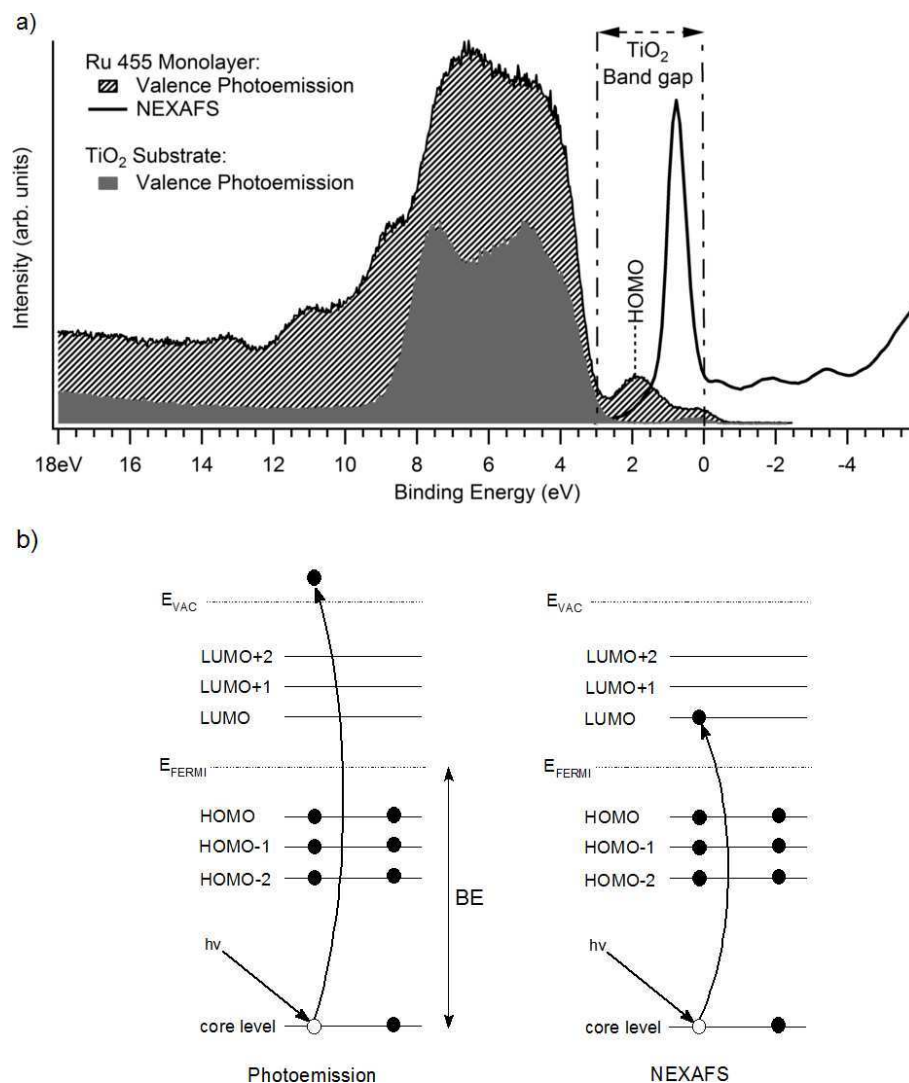 a)
Ru 455 Monolayer:
Valence Photoemission
NEXAFS
TiO2 Substrate:
Valence Photoemission
TiO2
Band gap
HOMO
Intensity (arb. units)
18eV 16 14 12 10 8 6 4 2 0 -2 -4
Binding Energy (eV)
b)
EVAC
LUMO+2
LUMO+1
LUMO
EFERMI
HOMO
HOMO-1
HOMO-2
BE
hv
core level
Photoemission
EVAC
LUMO+2
LUMO+1
LUMO
EFERMI
HOMO
HOMO-1
HOMO-2
hv
core level
NEXAFS